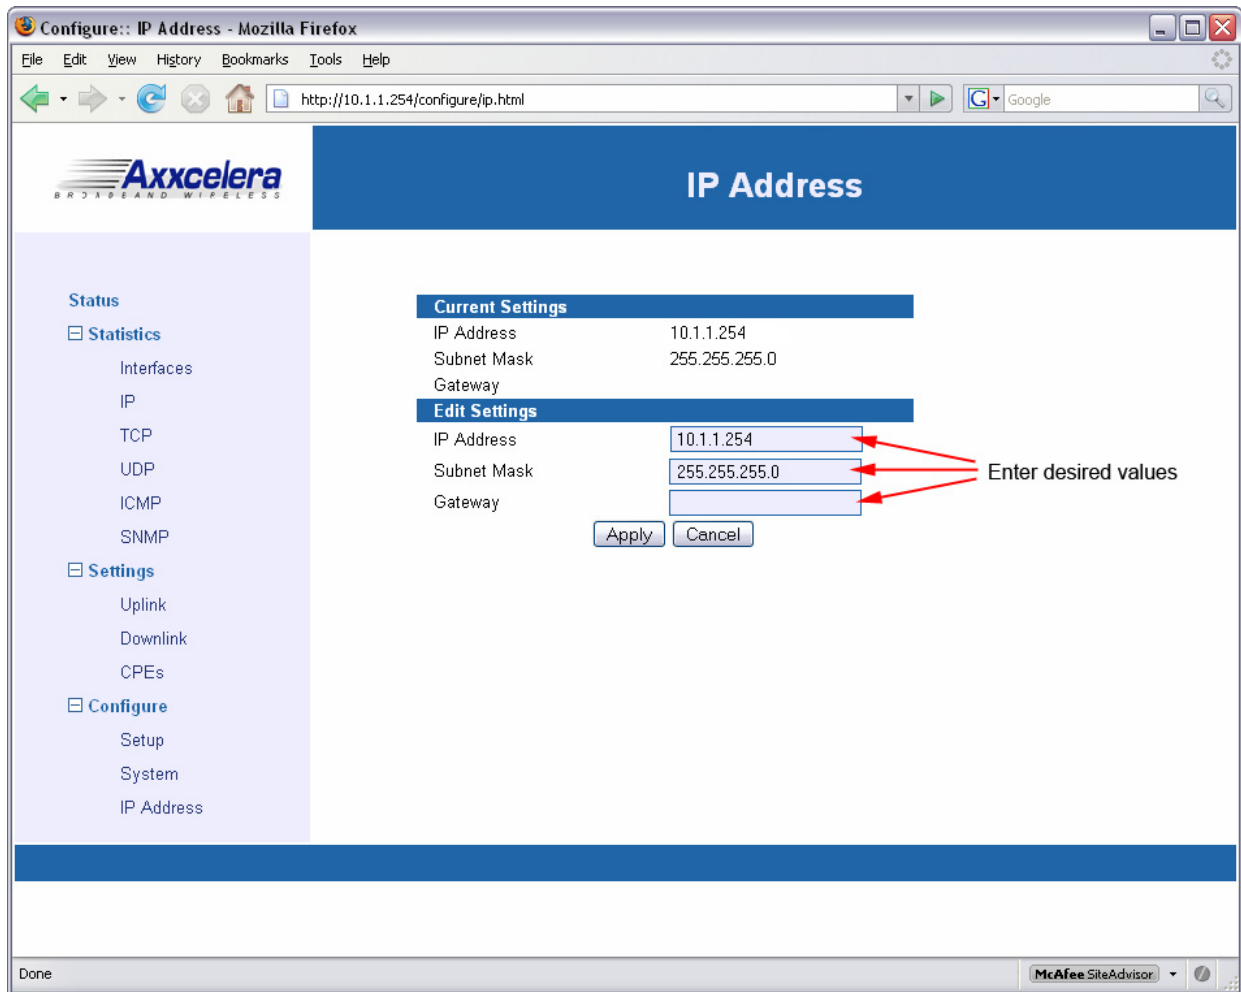 Configure:: IP Address - Mozilla Firefox
File Edit View History Bookmarks Tools Help
http://10.1.1.254/configure/ip.html
G Google
Axxcelera
BROADBAND WIRELESS
IP Address
Status
Statistics
Interfaces
IP
TCP
UDP
ICMP
SNMP
Settings
Uplink
Downlink
CPEs
Configure
Setup
System
IP Address
Current Settings
IP Address 10.1.1.254
Subnet Mask 255.255.255.0
Gateway
Edit Settings
IP Address 10.1.1.254
Subnet Mask 255.255.255.0
Gateway
Enter desired values
Apply Cancel
Done
McAfee SiteAdvisor